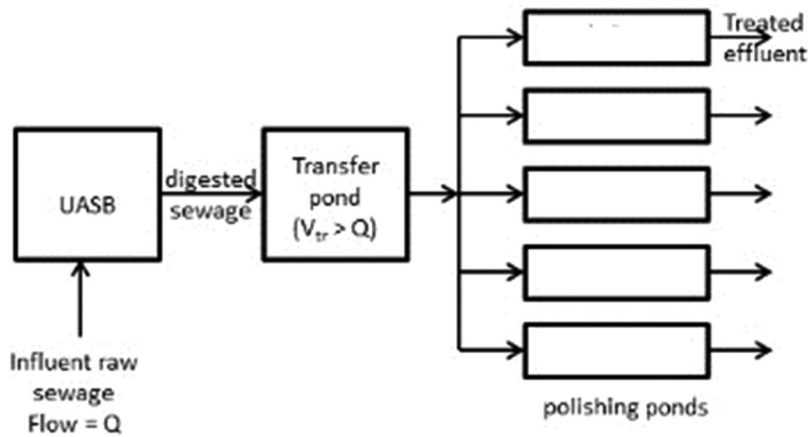 UASB
Influent raw
sewage
Flow = Q
digested
sewage
Transfer
pond
(Vtr > Q)
Treated
effluent
polishing ponds